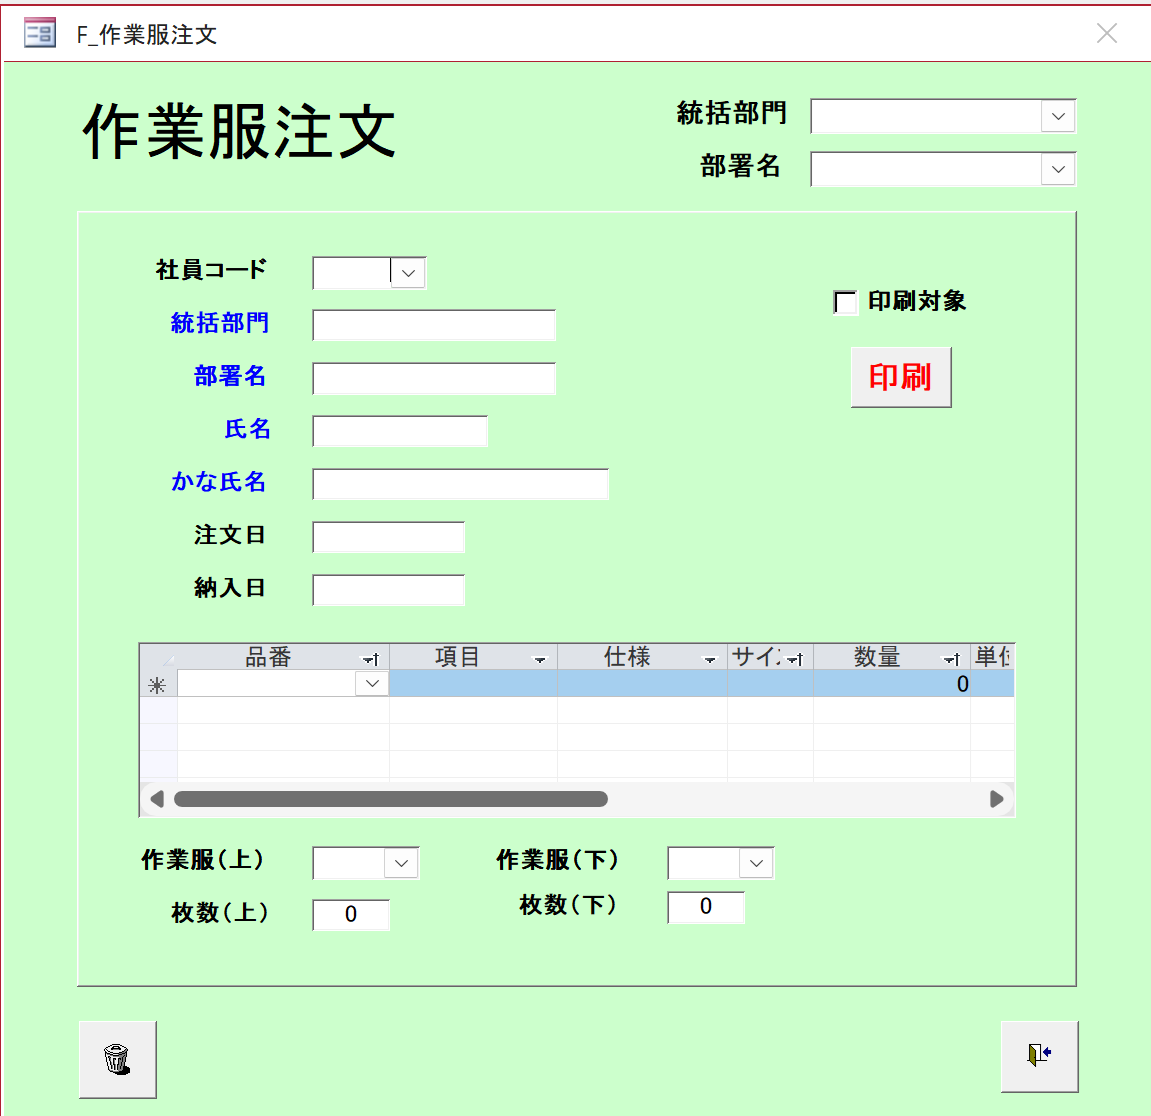 F_作業服注文
作業服注文
統括部門
部署名
社員コード
印刷対象
統括部門
印刷
部署名
氏名
かな氏名
注文日
納入日
品番 項目 仕様 サイズ 数量 単位
0
作業服(上) 作業服(下)
枚数(上) 0 枚数(下) 0